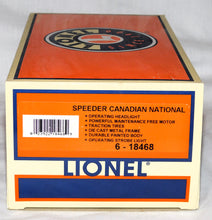 LIONEL
SPEEDER CANADIAN NATIONAL
• OPERATING HEADLIGHT
• POWERFUL MAINTENANCE FREE MOTOR
• TRACTION TIRES
• DIE CAST METAL FRAME
• DURABLE PAINTED BODY
• OPERATING STROBE LIGHT
6 - 18468
LIONEL